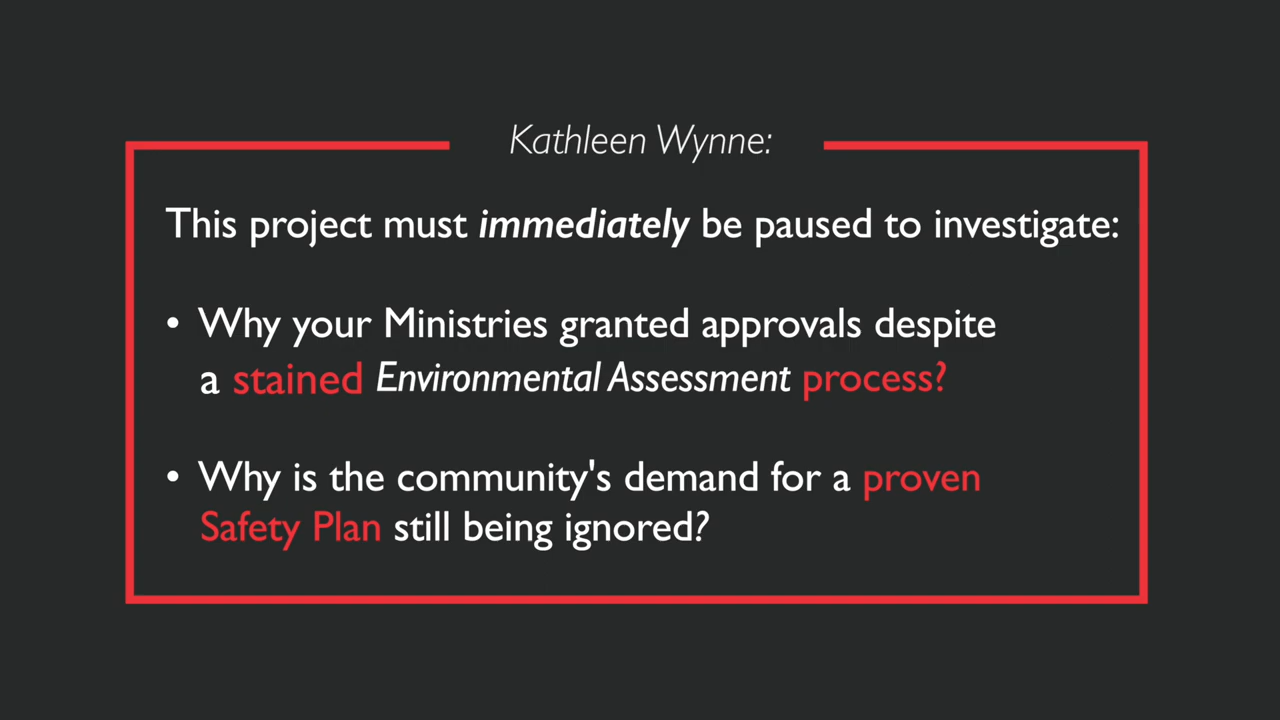 Kathleen Wynne:
This project must immediately be paused to investigate:
• Why your Ministries granted approvals despite
a stained Environmental Assessment process?
• Why is the community's demand for a proven
Safety Plan still being ignored?